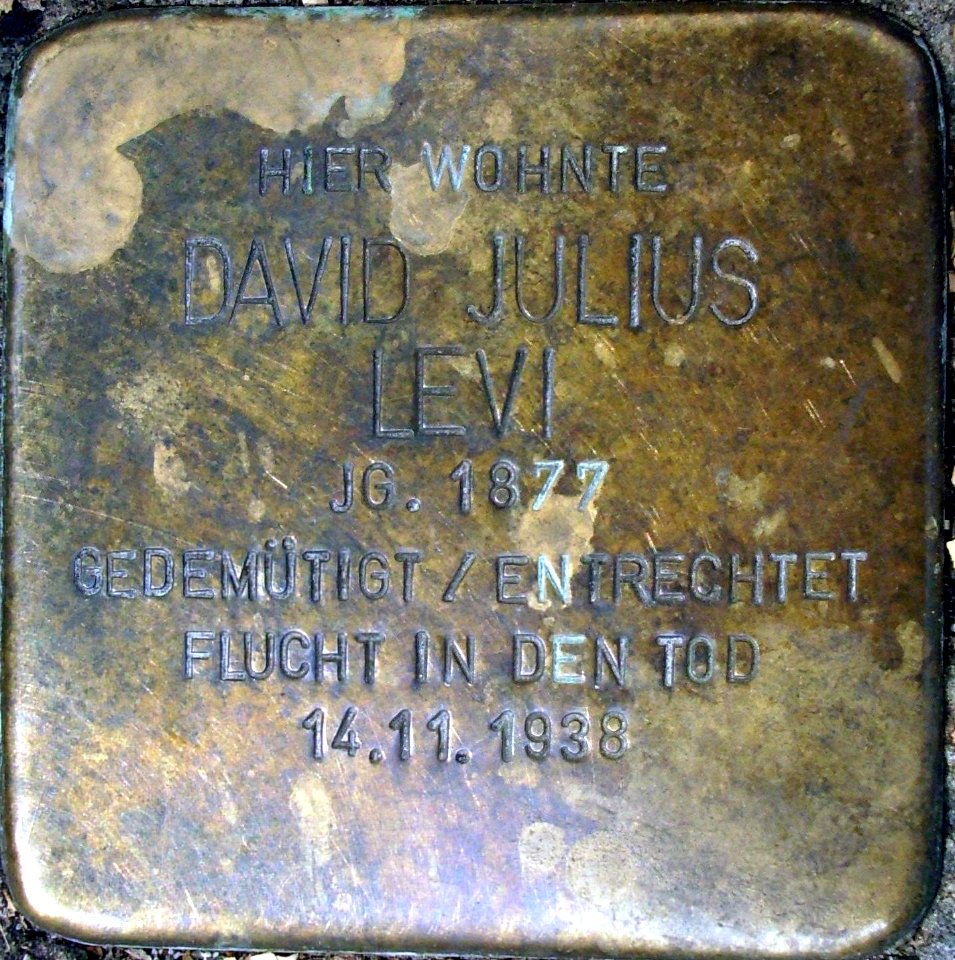 HIER WOHNTE
DAVID JULIUS
LEVI
JG. 1877
GEDEMÜTIGT / ENTRECHTET
FLUCHT IN DEN TOD
14.11.1938